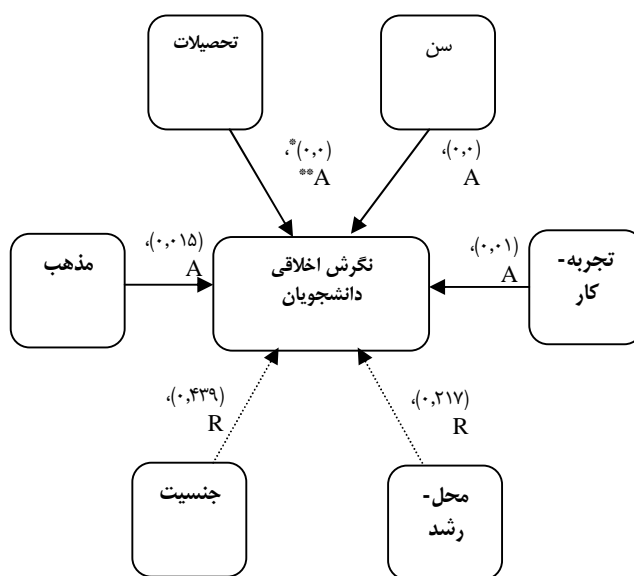 تحصیلات
سن
(۰,۰)*،
**A
(۰,۰)،
A
مذهب
(۰,۰۱۵)،
A
نگرش اخلاقی
دانشجویان
(۰,۰۱)،
A
تجربه-
کار
(۰,۴۳۹)،
R
(۰,۲۱۷)،
R
جنسیت
محل-
رشد